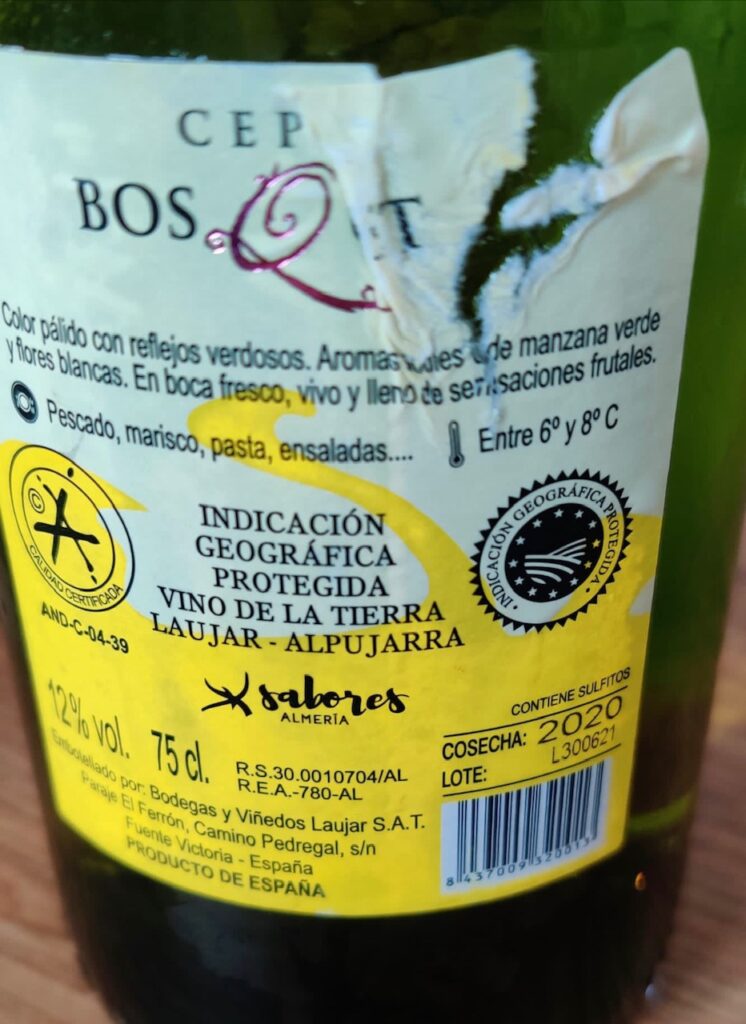 CEP
BOSQ T
Color pálido con reflejos verdosos. Aromas de manzana verde
y flores blancas. En boca fresco, vivo y lleno de sensaciones frutales.
Pescado, marisco, pasta, ensaladas....
Entre 6º y 8º C
©
CALIDAD CERTIFICADA
AND-C-04-39
INDICACIÓN
GEOGRÁFICA
PROTEGIDA
VINO DE LA TIERRA
LAUJAR - ALPUJARRA
· INDICACIÓN GEOGRÁFICA PROTEGIDA ·
sabores
ALMERÍA
12% vol. 75 cl.
R.S.30.0010704/AL
R.E.A.-780-AL
Embotellado por: Bodegas y Viñedos Laujar S.A.T.
Paraje El Ferrón, Camino Pedregal, s/n
Fuente Victoria - España
PRODUCTO DE ESPAÑA
CONTIENE SULFITOS
COSECHA: 2020
LOTE: L300621
8 437009 320013